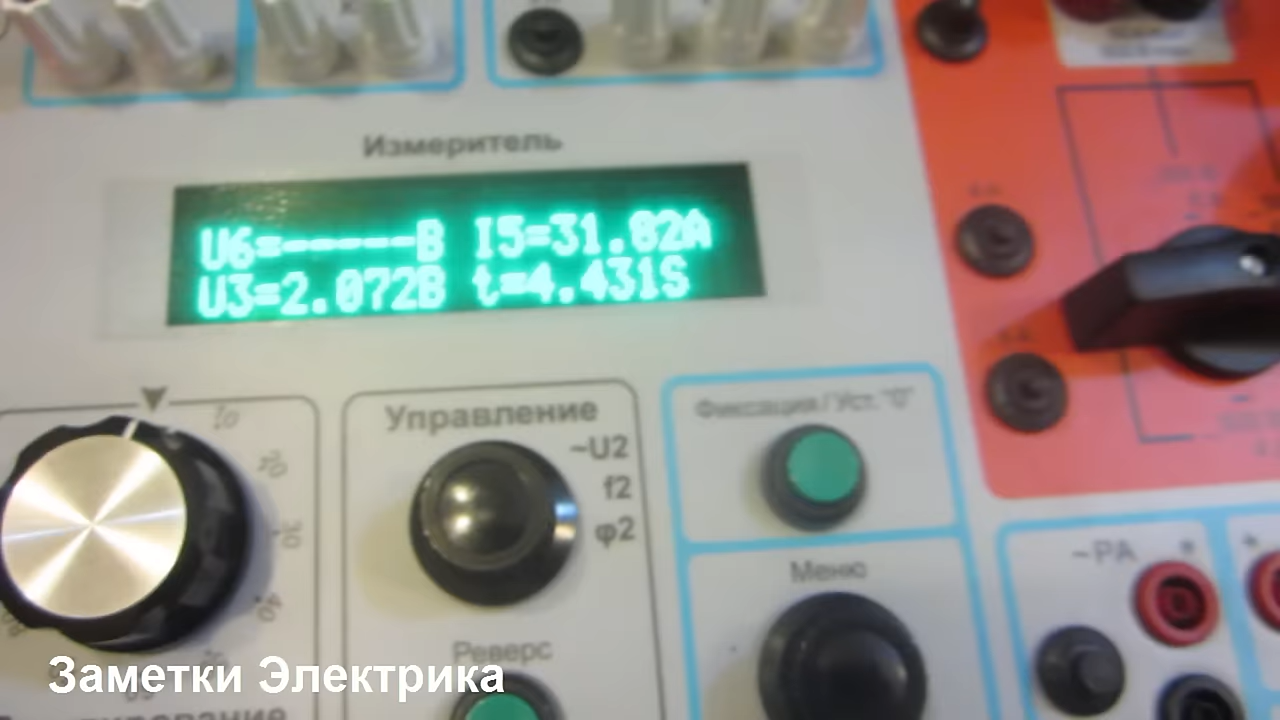 Измеритель
U6=-----В I5=31.82A
U3=2.072В t=4.431S
10
20
30
40
Управление
~U2
f2
φ2
Реверс
Фиксация / Уст. "0"
Меню
~PA
*
Заметки Электрика